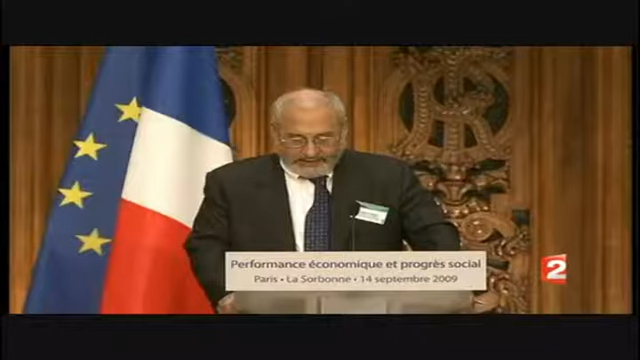 Performance économique et progrès social
Paris • La Sorbonne • 14 septembre 2009
2